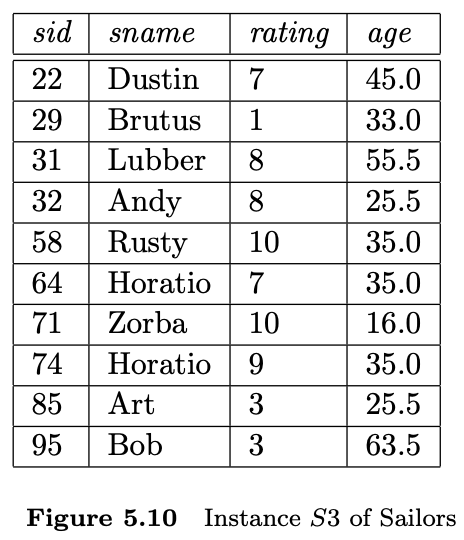 sid sname rating age
22 Dustin 7 45.0
29 Brutus 1 33.0
31 Lubber 8 55.5
32 Andy 8 25.5
58 Rusty 10 35.0
64 Horatio 7 35.0
71 Zorba 10 16.0
74 Horatio 9 35.0
85 Art 3 25.5
95 Bob 3 63.5
Figure 5.10 Instance S3 of Sailors